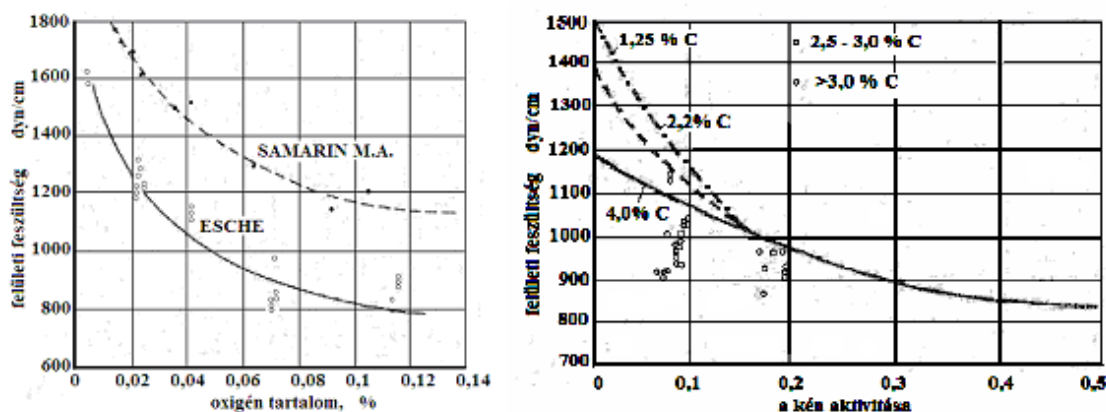 felületi feszültség dyn/cm
1800
1600
1400
1200
1000
800
600
SAMARIN M.A.
ESCHE
0 0,02 0,04 0,06 0,08 0,1 0,12 0,14
oxigén tartalom, %
felületi feszültség dyn/cm
1500
1400
1300
1200
1100
1000
900
800
700
1,25 % C
2,5 - 3,0 % C
>3,0 % C
2,2% C
4,0% C
0 0,1 0,2 0,3 0,4 0,5
a kén aktivitása